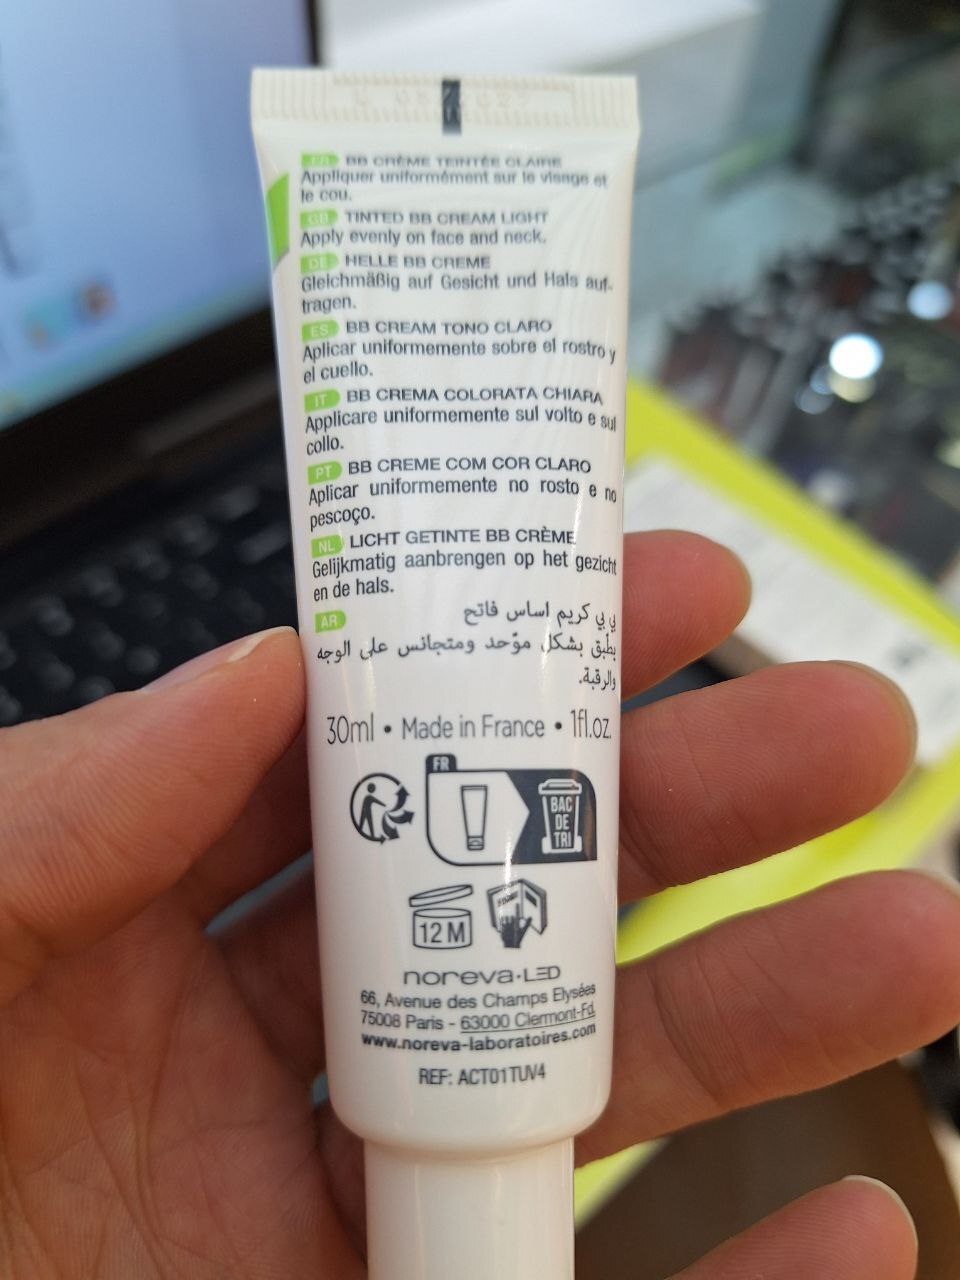 FR BB CRÈME TEINTÉE CLAIRE
Appliquer uniformément sur le visage et
le cou.
GB TINTED BB CREAM LIGHT
Apply evenly on face and neck.
DE HELLE BB CREME
Gleichmäßig auf Gesicht und Hals auf-
tragen.
ES BB CREAM TONO CLARO
Aplicar uniformemente sobre el rostro y
el cuello.
IT BB CREMA COLORATA CHIARA
Applicare uniformemente sul volto e sul
collo.
PT BB CREME COM COR CLARO
Aplicar uniformemente no rosto e no
pescoço.
NL LICHT GETINTE BB CRÈME
Gelijkmatig aanbrengen op het gezicht
en de hals.
AR بي بي كريم اساس فاتح
يطبق بشكل موّحد ومتجانس على الوجه
والرقبة.
30ml • Made in France • 1fl.oz.
FR
BAC
DE
TRI
12 M
noreva·LED
66, Avenue des Champs Elysées
75008 Paris - 63000 Clermont-Fd
www.noreva-laboratoires.com
REF: ACT01TUV4